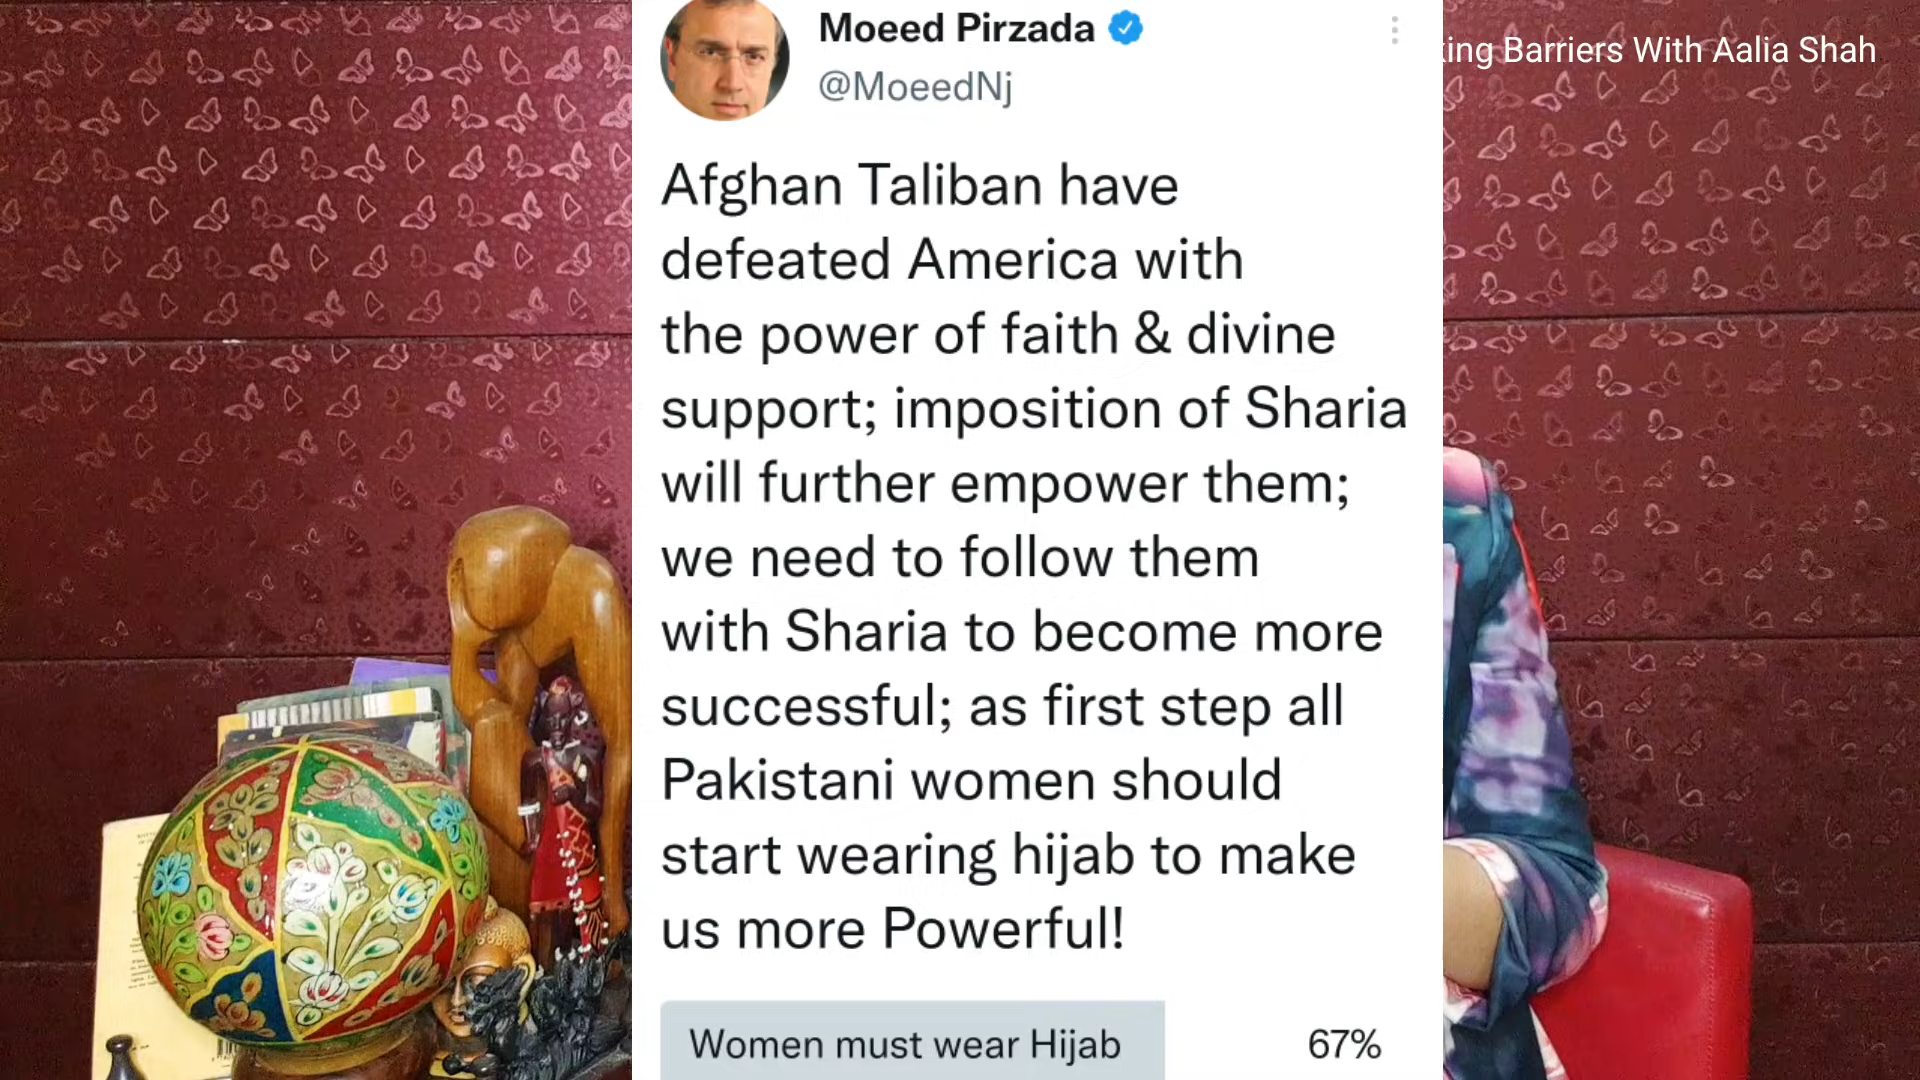 Moeed Pirzada
@MoeedNj
king Barriers With Aalia Shah
Afghan Taliban have
defeated America with
the power of faith & divine
support; imposition of Sharia
will further empower them;
we need to follow them
with Sharia to become more
successful; as first step all
Pakistani women should
start wearing hijab to make
us more Powerful!
Women must wear Hijab 67%